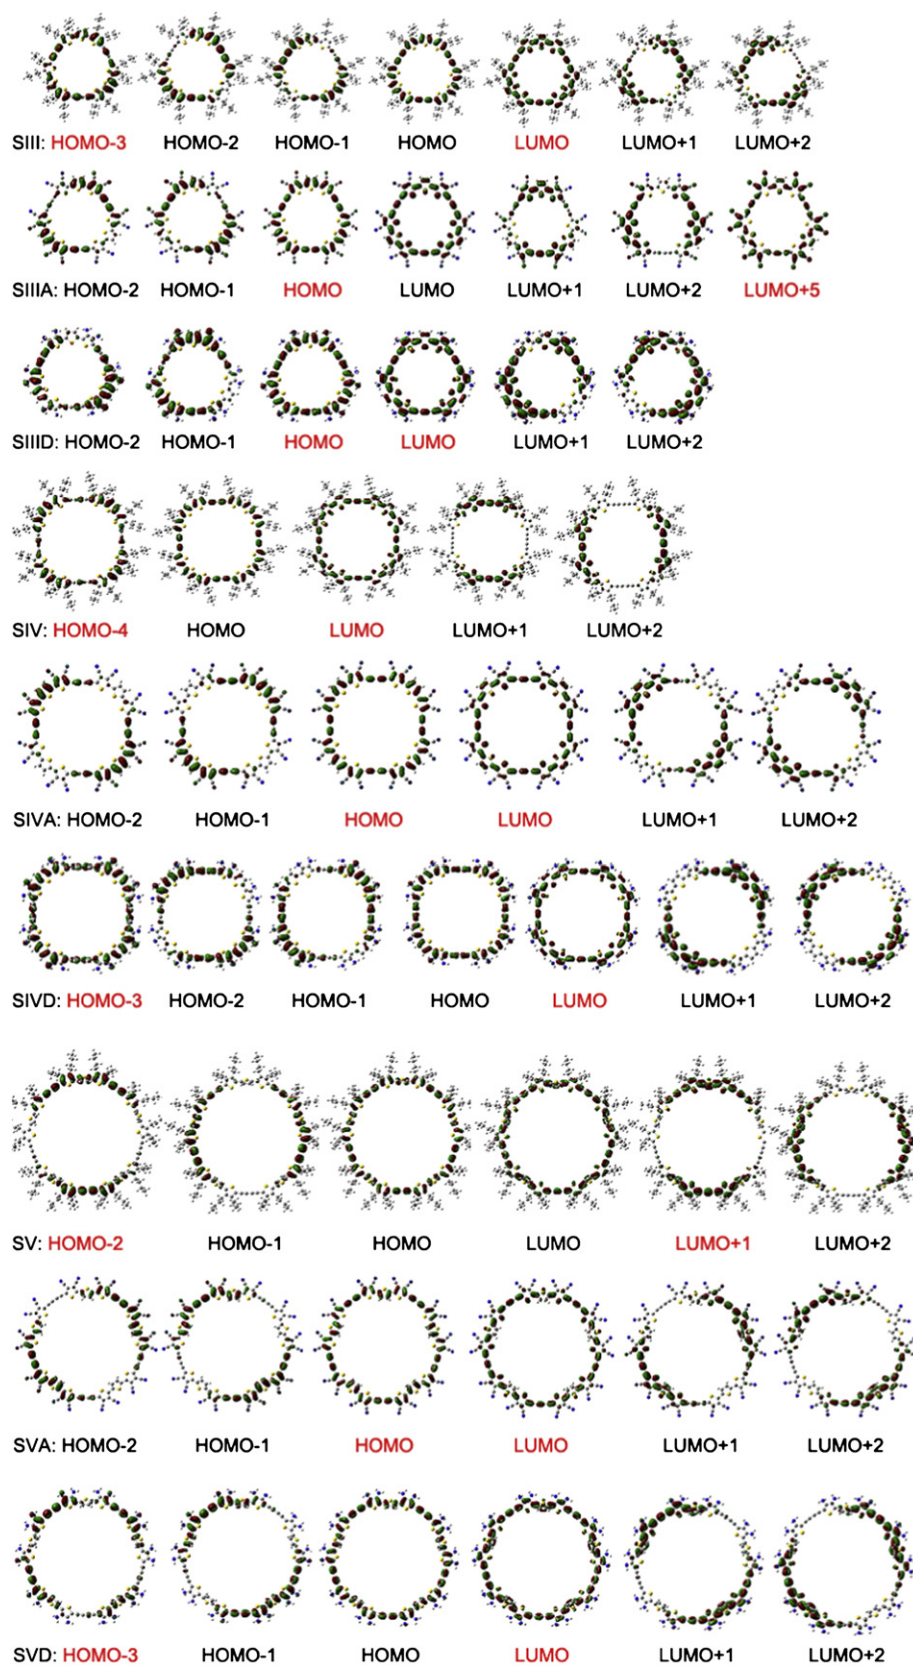 SIII: HOMO-3 HOMO-2 HOMO-1 HOMO LUMO LUMO+1 LUMO+2
SIIIA: HOMO-2 HOMO-1 HOMO LUMO LUMO+1 LUMO+2 LUMO+5
SIIID: HOMO-2 HOMO-1 HOMO LUMO LUMO+1 LUMO+2
SIV: HOMO-4 HOMO LUMO LUMO+1 LUMO+2
SIVA: HOMO-2 HOMO-1 HOMO LUMO LUMO+1 LUMO+2
SIVD: HOMO-3 HOMO-2 HOMO-1 HOMO LUMO LUMO+1 LUMO+2
SV: HOMO-2 HOMO-1 HOMO LUMO LUMO+1 LUMO+2
SVA: HOMO-2 HOMO-1 HOMO LUMO LUMO+1 LUMO+2
SVD: HOMO-3 HOMO-1 HOMO LUMO LUMO+1 LUMO+2